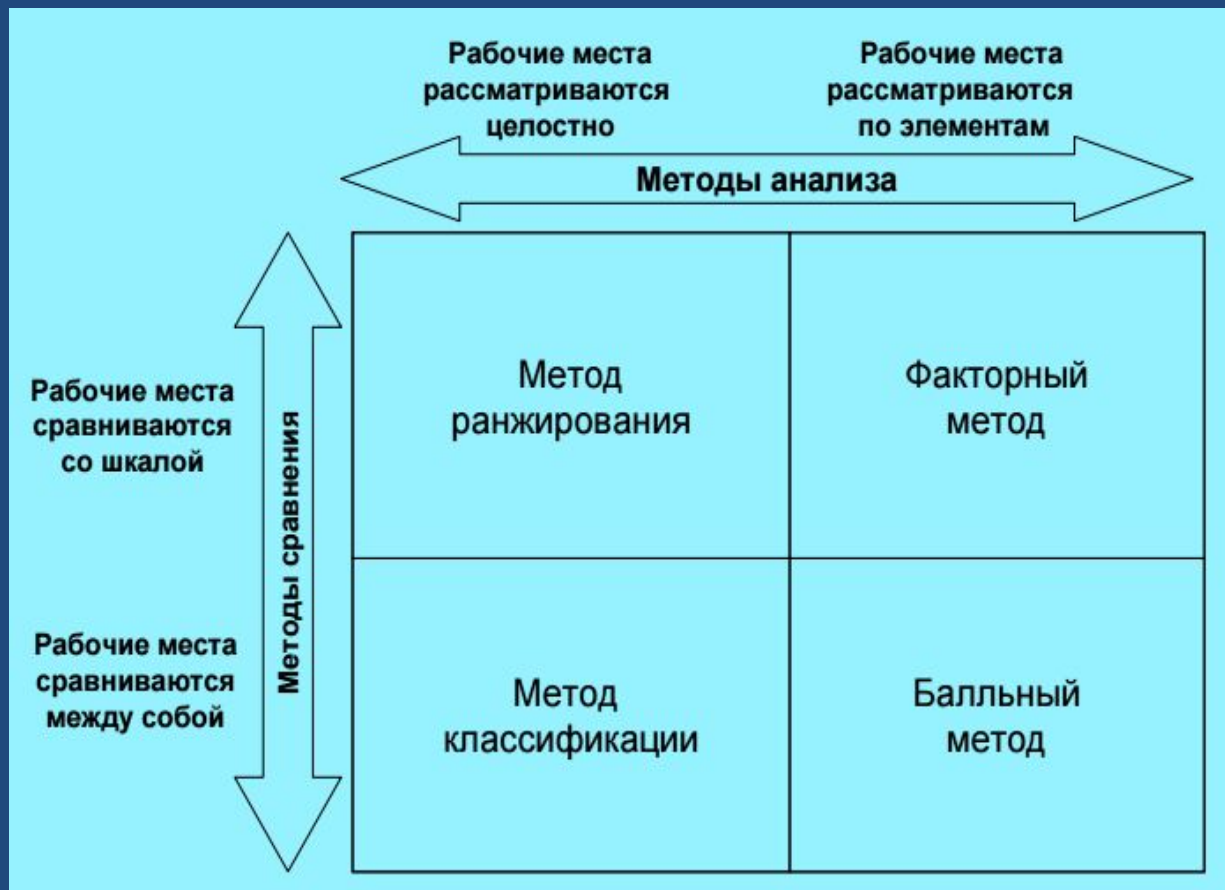 Рабочие места
рассматриваются
целостно
Рабочие места
рассматриваются
по элементам
Методы анализа
Рабочие места
сравниваются
со шкалой
Методы сравнения
Метод
ранжирования
Факторный
метод
Рабочие места
сравниваются
между собой
Метод
классификации
Балльный
метод